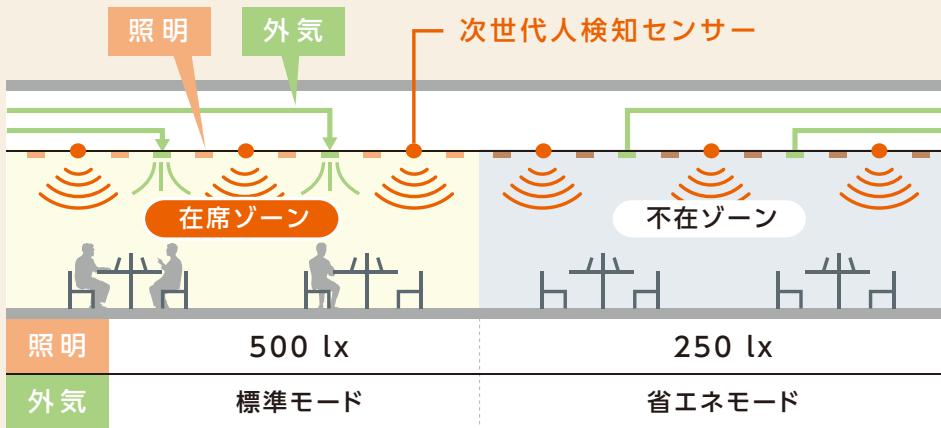 照明
外気
次世代人検知センサー
在席ゾーン
不在ゾーン
照明
500 lx
250 lx
外気
標準モード
省エネモード